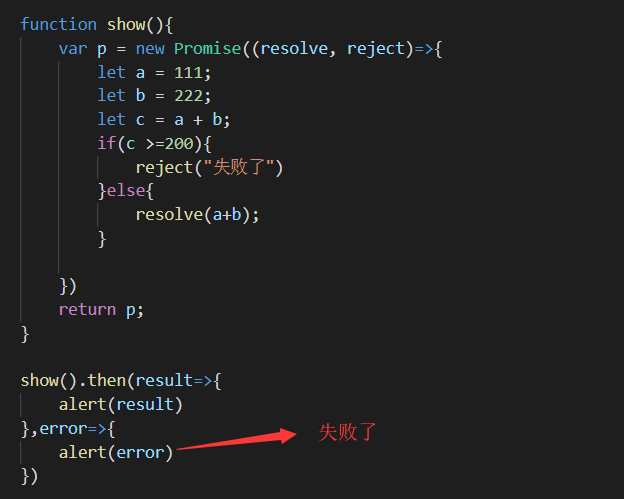 function show(){
    var p = new Promise((resolve, reject)=>{
        let a = 111;
        let b = 222;
        let c = a + b;
        if(c >=200){
            reject("失败了")
        }else{
            resolve(a+b);
        }
    })
    return p;
}
show().then(result=>{
    alert(result)
},error=>{
    alert(error) 失败了
})